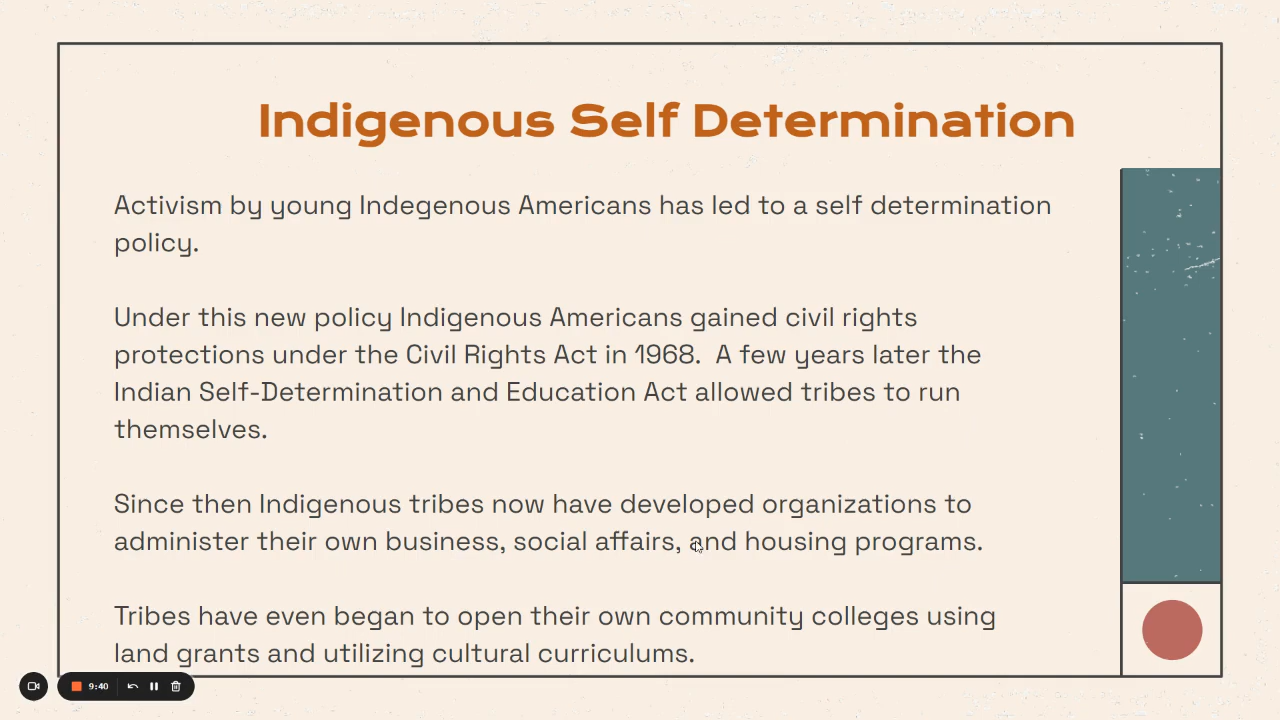 Indigenous Self Determination
Activism by young Indegenous Americans has led to a self determination
policy.
Under this new policy Indigenous Americans gained civil rights
protections under the Civil Rights Act in 1968.  A few years later the
Indian Self-Determination and Education Act allowed tribes to run
themselves.
Since then Indigenous tribes now have developed organizations to
administer their own business, social affairs, and housing programs.
Tribes have even began to open their own community colleges using
land grants and utilizing cultural curriculums.
9:40